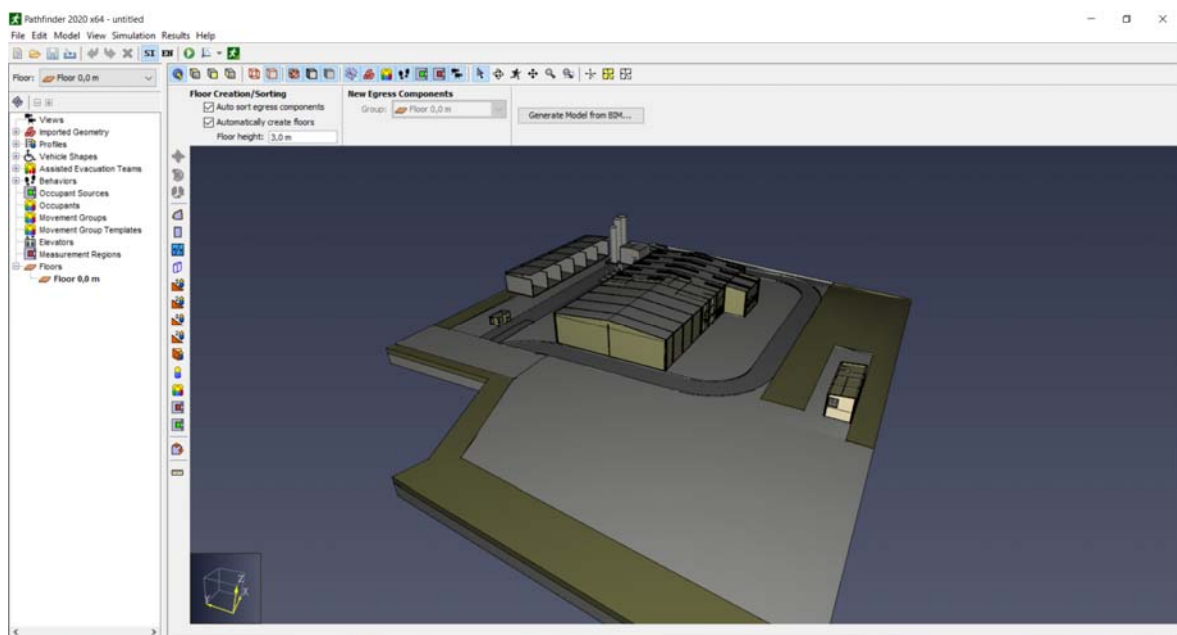 Pathfinder 2020 x64 - untitled
File Edit Model View Simulation Results Help
SI EN
Floor: Floor 0,0 m
Floor Creation/Sorting
New Egress Components
Auto sort egress components
Group: Floor 0,0 m
Automatically create floors
Generate Model from BIM...
Floor height: 3,0 m
Views
Imported Geometry
Profiles
Vehicle Shapes
Assisted Evacuation Teams
Behaviors
Occupant Sources
Occupants
Movement Groups
Movement Group Templates
Elevators
Measurement Regions
Floors
Floor 0,0 m
Z
X
Y